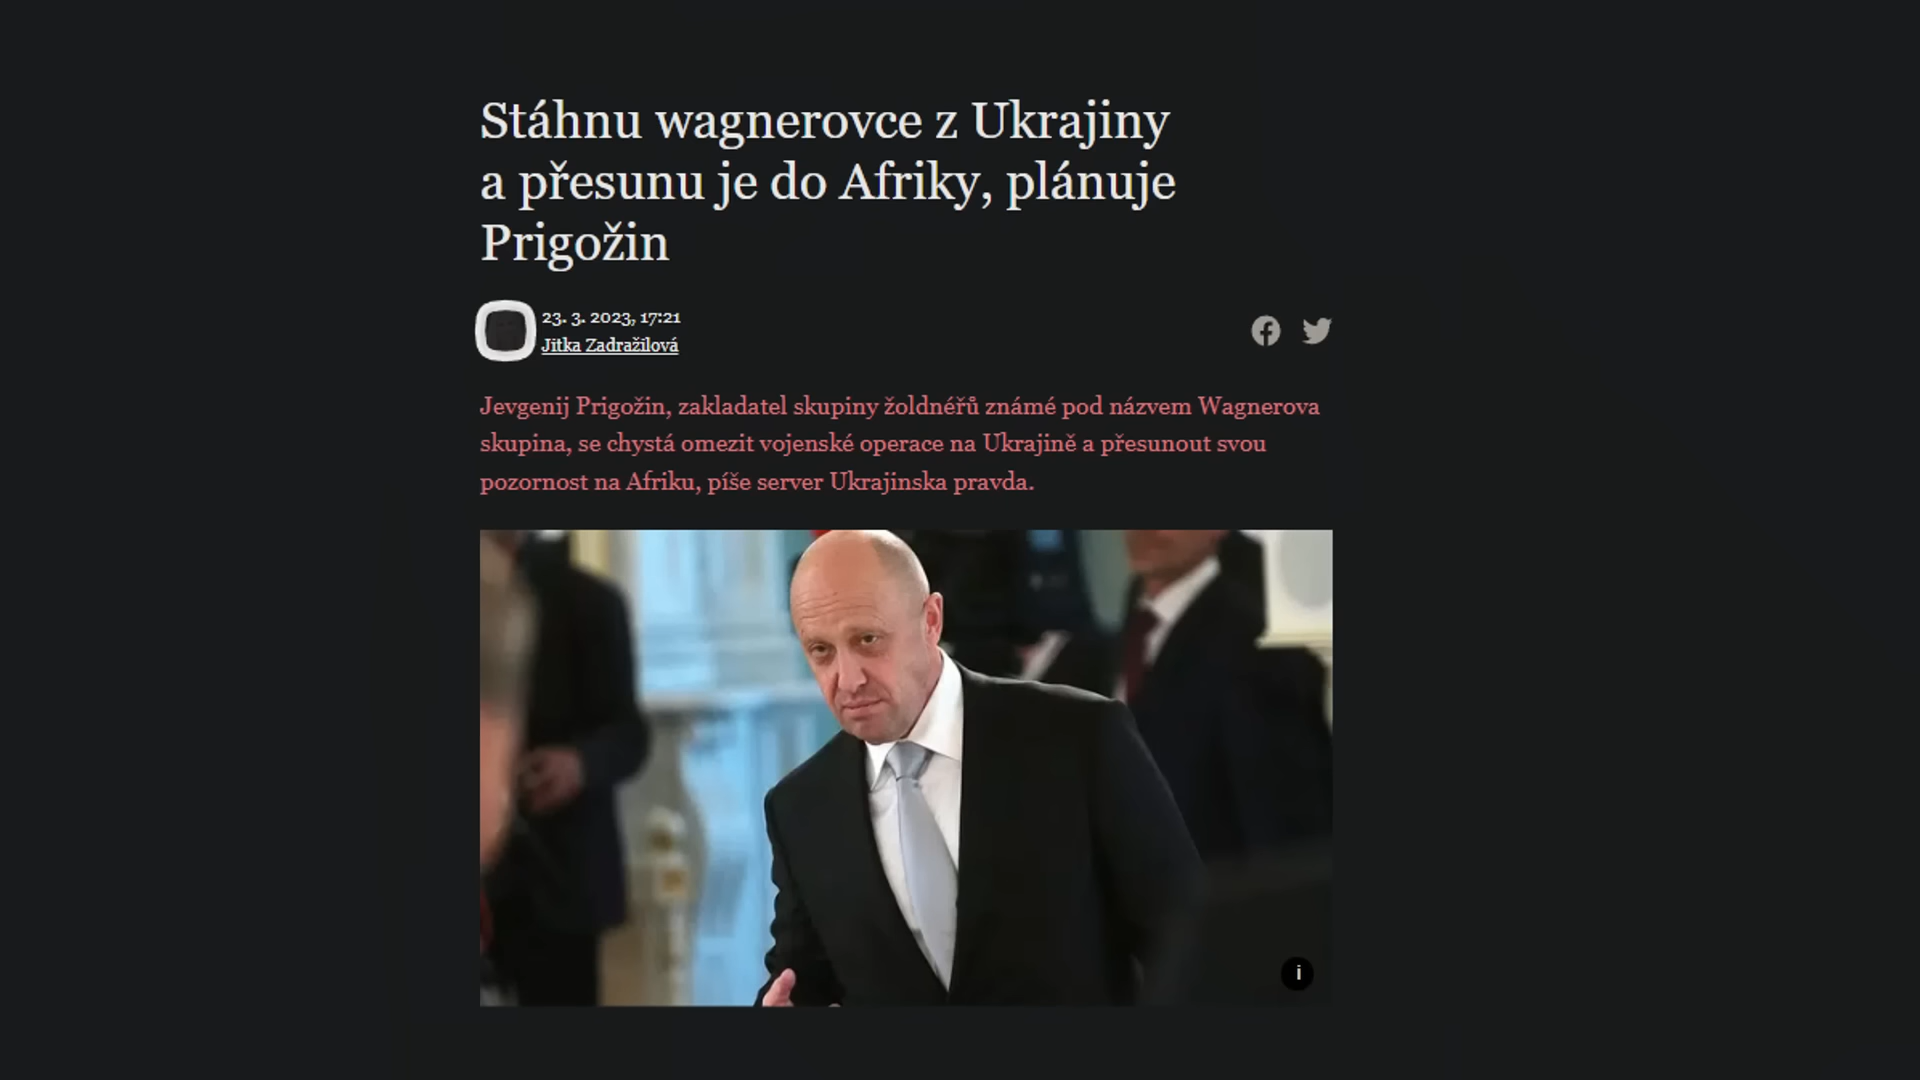 Stáhnu wagnerovce z Ukrajiny
a přesunu je do Afriky, plánuje
Prigožin
23. 3. 2023, 17:21
Jitka Zadražilová
Jevgenij Prigožin, zakladatel skupiny žoldnéřů známé pod názvem Wagnerova
skupina, se chystá omezit vojenské operace na Ukrajině a přesunout svou
pozornost na Afriku, píše server Ukrajinska pravda.
i